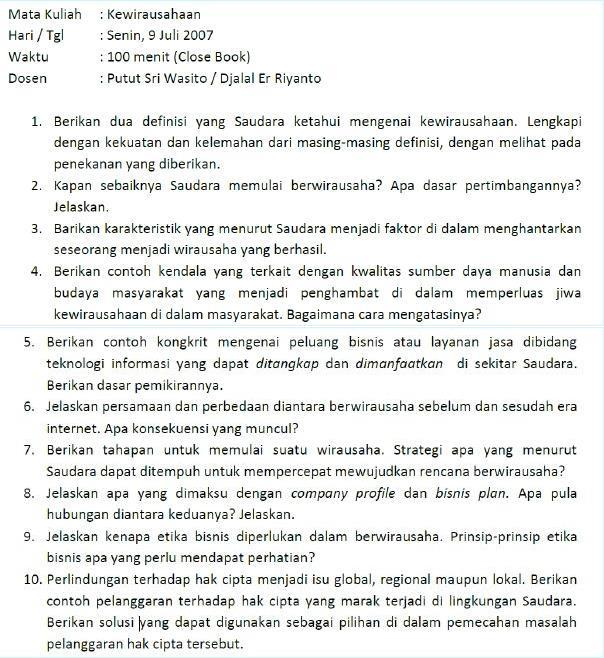 Mata Kuliah : Kewirausahaan
Hari / Tgl : Senin, 9 Juli 2007
Waktu : 100 menit (Close Book)
Dosen : Putut Sri Wasito / Djalal Er Riyanto
1. Berikan dua definisi yang Saudara ketahui mengenai kewirausahaan. Lengkapi
dengan kekuatan dan kelemahan dari masing-masing definisi, dengan melihat pada
penekanan yang diberikan.
2. Kapan sebaiknya Saudara memulai berwirausaha? Apa dasar pertimbangannya?
Jelaskan.
3. Barikan karakteristik yang menurut Saudara menjadi faktor di dalam menghantarkan
seseorang menjadi wirausaha yang berhasil.
4. Berikan contoh kendala yang terkait dengan kwalitas sumber daya manusia dan
budaya masyarakat yang menjadi penghambat di dalam memperluas jiwa
kewirausahaan di dalam masyarakat. Bagaimana cara mengatasinya?
5. Berikan contoh kongkrit mengenai peluang bisnis atau layanan jasa dibidang
teknologi informasi yang dapat ditangkap dan dimanfaatkan di sekitar Saudara.
Berikan dasar pemikirannya.
6. Jelaskan persamaan dan perbedaan diantara berwirausaha sebelum dan sesudah era
internet. Apa konsekuensi yang muncul?
7. Berikan tahapan untuk memulai suatu wirausaha. Strategi apa yang menurut
Saudara dapat ditempuh untuk mempercepat mewujudkan rencana berwirausaha?
8. Jelaskan apa yang dimaksu dengan company profile dan bisnis plan. Apa pula
hubungan diantara keduanya? Jelaskan.
9. Jelaskan kenapa etika bisnis diperlukan dalam berwirausaha. Prinsip-prinsip etika
bisnis apa yang perlu mendapat perhatian?
10. Perlindungan terhadap hak cipta menjadi isu global, regional maupun lokal. Berikan
contoh pelanggaran terhadap hak cipta yang marak terjadi di lingkungan Saudara.
Berikan solusi yang dapat digunakan sebagai pilihan di dalam pemecahan masalah
pelanggaran hak cipta tersebut.